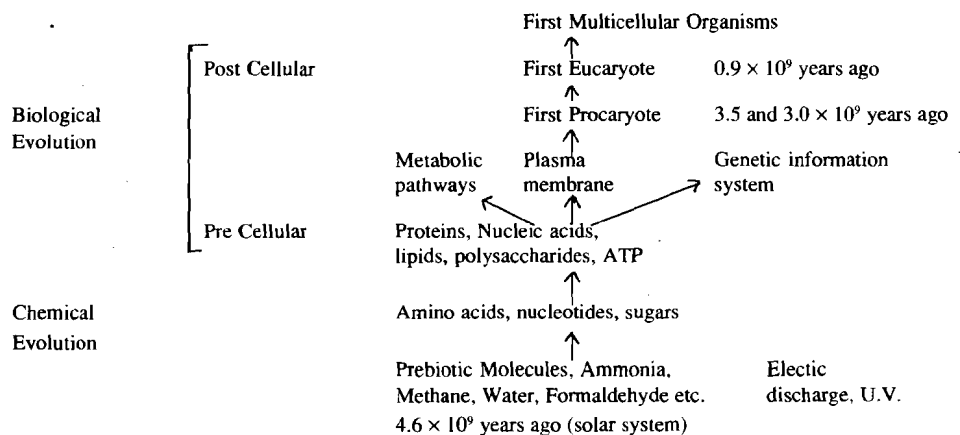 First Multicellular Organisms
Post Cellular First Eucaryote 0.9 × 10⁹ years ago
Biological First Procaryote 3.5 and 3.0 × 10⁹ years ago
Evolution
Metabolic Plasma Genetic information
pathways membrane system
Pre Cellular Proteins, Nucleic acids,
lipids, polysaccharides, ATP
Chemical Amino acids, nucleotides, sugars
Evolution
Prebiotic Molecules, Ammonia, Electic
Methane, Water, Formaldehyde etc. discharge, U.V.
4.6 × 10⁹ years ago (solar system)